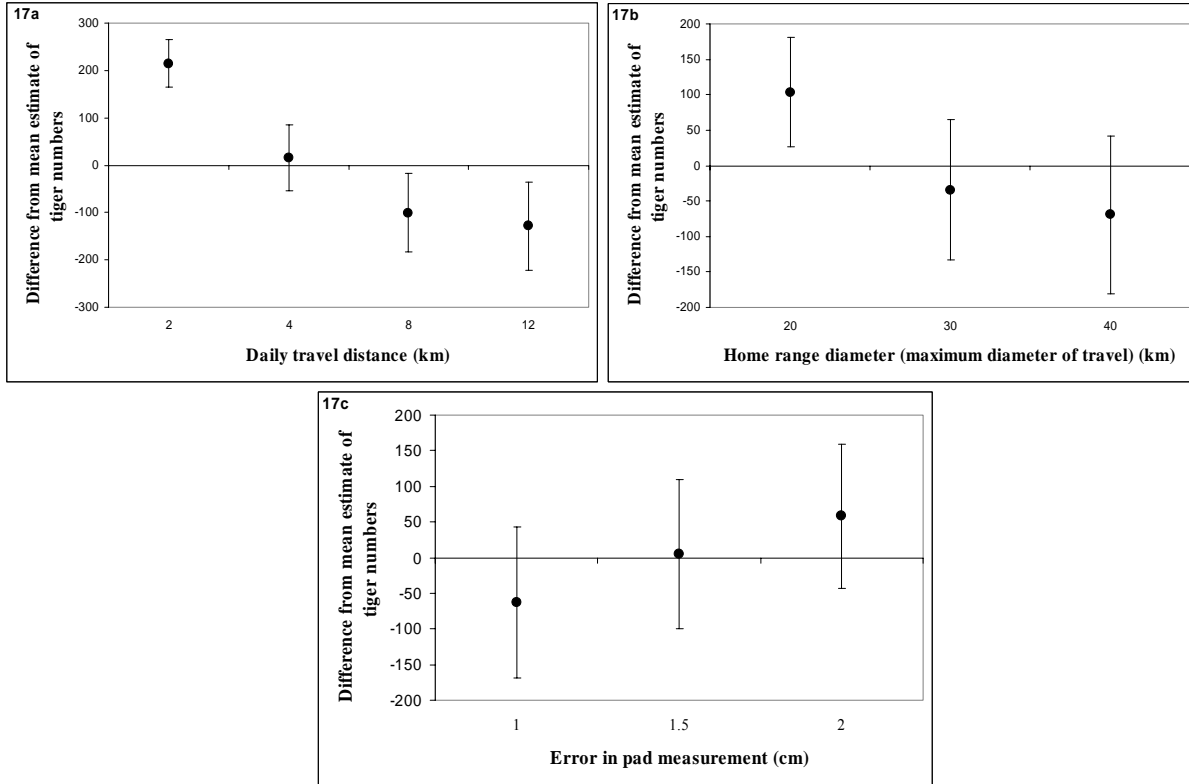 17a
Difference from mean estimate of
tiger numbers
300
200
100
0
-100
-200
-300
2 4 8 12
Daily travel distance (km)
17b
Difference from mean estimate of
tiger numbers
200
150
100
50
0
-50
-100
-150
-200
20 30 40
Home range diameter (maximum diameter of travel) (km)
17c
Difference from mean estimate of
tiger numbers
200
150
100
50
0
-50
-100
-150
-200
1 1.5 2
Error in pad measurement (cm)